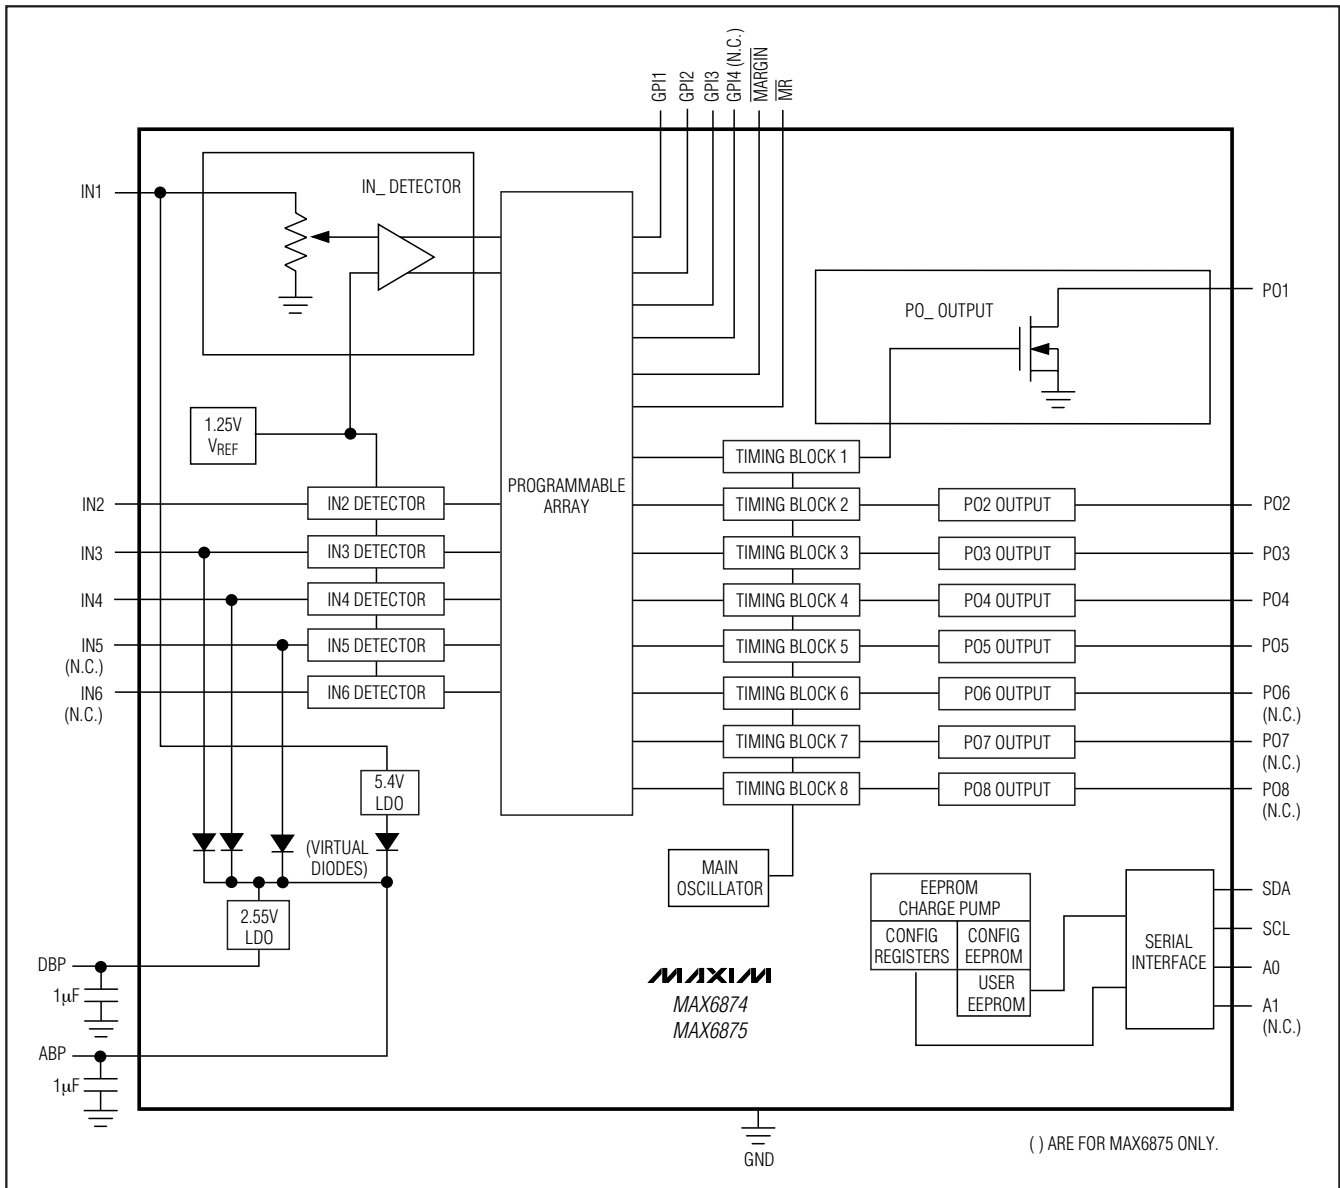 GPI1
GPI2
GPI3
GPI4 (N.C.)
MARGIN
MR
IN1
IN_ DETECTOR
PO_ OUTPUT
PO1
1.25V
VREF
PROGRAMMABLE
ARRAY
TIMING BLOCK 1
IN2
IN2 DETECTOR
TIMING BLOCK 2
PO2 OUTPUT
PO2
IN3
IN3 DETECTOR
TIMING BLOCK 3
PO3 OUTPUT
PO3
IN4
IN4 DETECTOR
TIMING BLOCK 4
PO4 OUTPUT
PO4
IN5
(N.C.)
IN5 DETECTOR
TIMING BLOCK 5
PO5 OUTPUT
PO5
IN6
(N.C.)
IN6 DETECTOR
TIMING BLOCK 6
PO6 OUTPUT
PO6
(N.C.)
TIMING BLOCK 7
PO7 OUTPUT
PO7
(N.C.)
5.4V
LDO
TIMING BLOCK 8
PO8 OUTPUT
PO8
(N.C.)
(VIRTUAL
DIODES)
MAIN
OSCILLATOR
2.55V
LDO
EEPROM
CHARGE PUMP
CONFIG
REGISTERS
CONFIG
EEPROM
USER
EEPROM
SERIAL
INTERFACE
SDA
SCL
A0
A1
(N.C.)
DBP
1µF
ABP
1µF
MAXIM
MAX6874
MAX6875
GND
( ) ARE FOR MAX6875 ONLY.